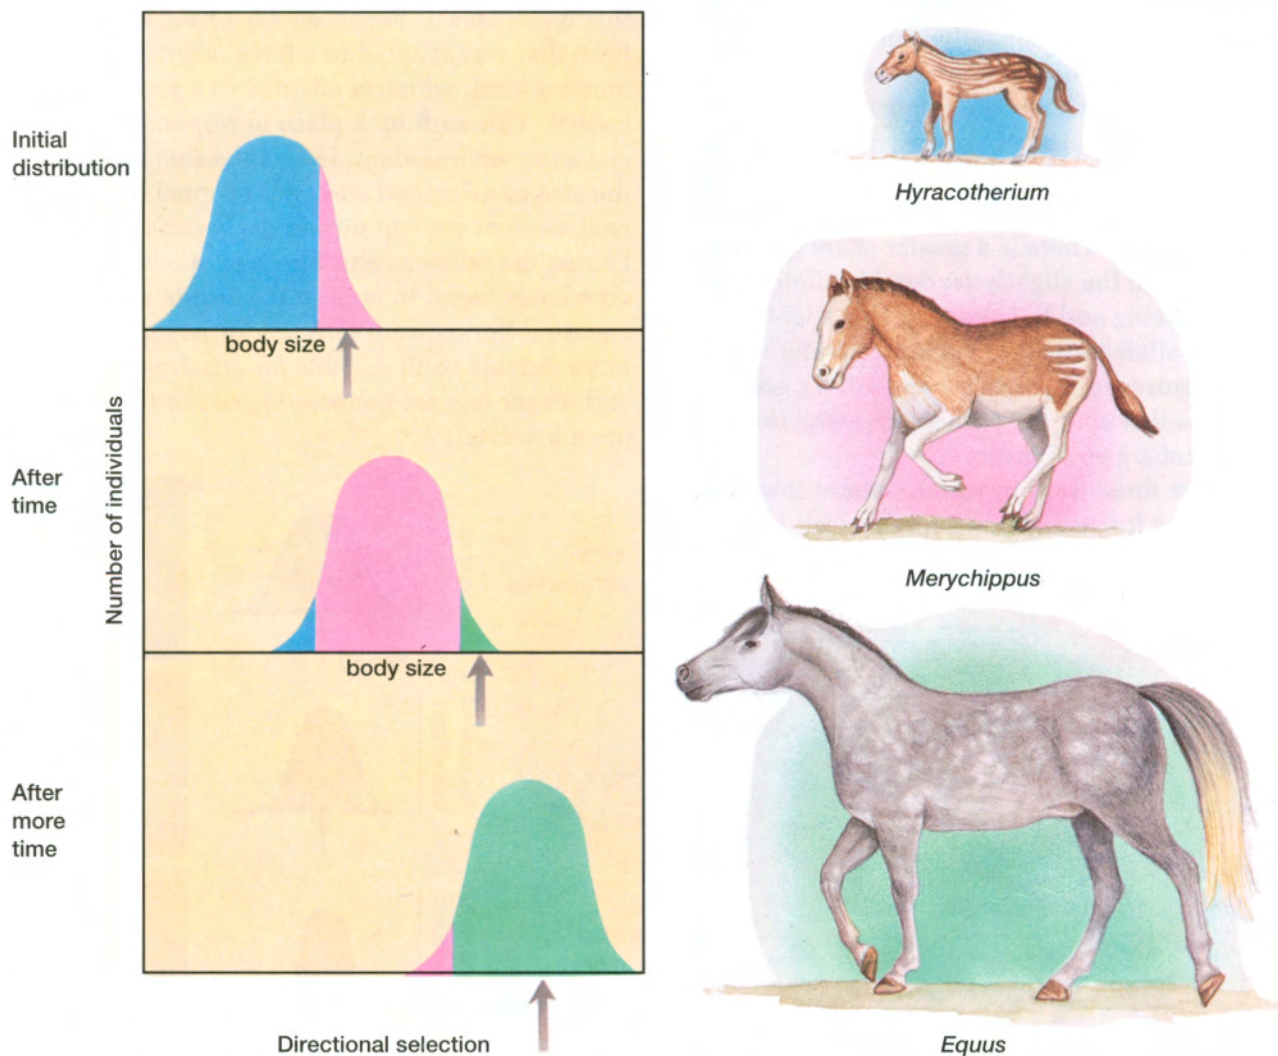 Initial
distribution
body size
Number of individuals
After
time
body size
After
more
time
Directional selection
Hyracotherium
Merychippus
Equus